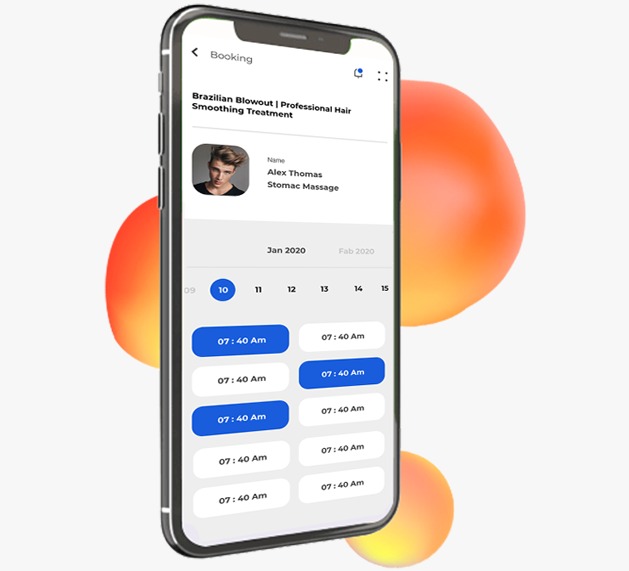 Booking
Brazilian Blowout | Professional Hair
Smoothing Treatment
Name
Alex Thomas
Stomac Massage
Jan 2020 Fab 2020
09 10 11 12 13 14 15
07 : 40 Am 07 : 40 Am
07 : 40 Am 07 : 40 Am
07 : 40 Am 07 : 40 Am
07 : 40 Am 07 : 40 Am
07 : 40 Am 07 : 40 Am